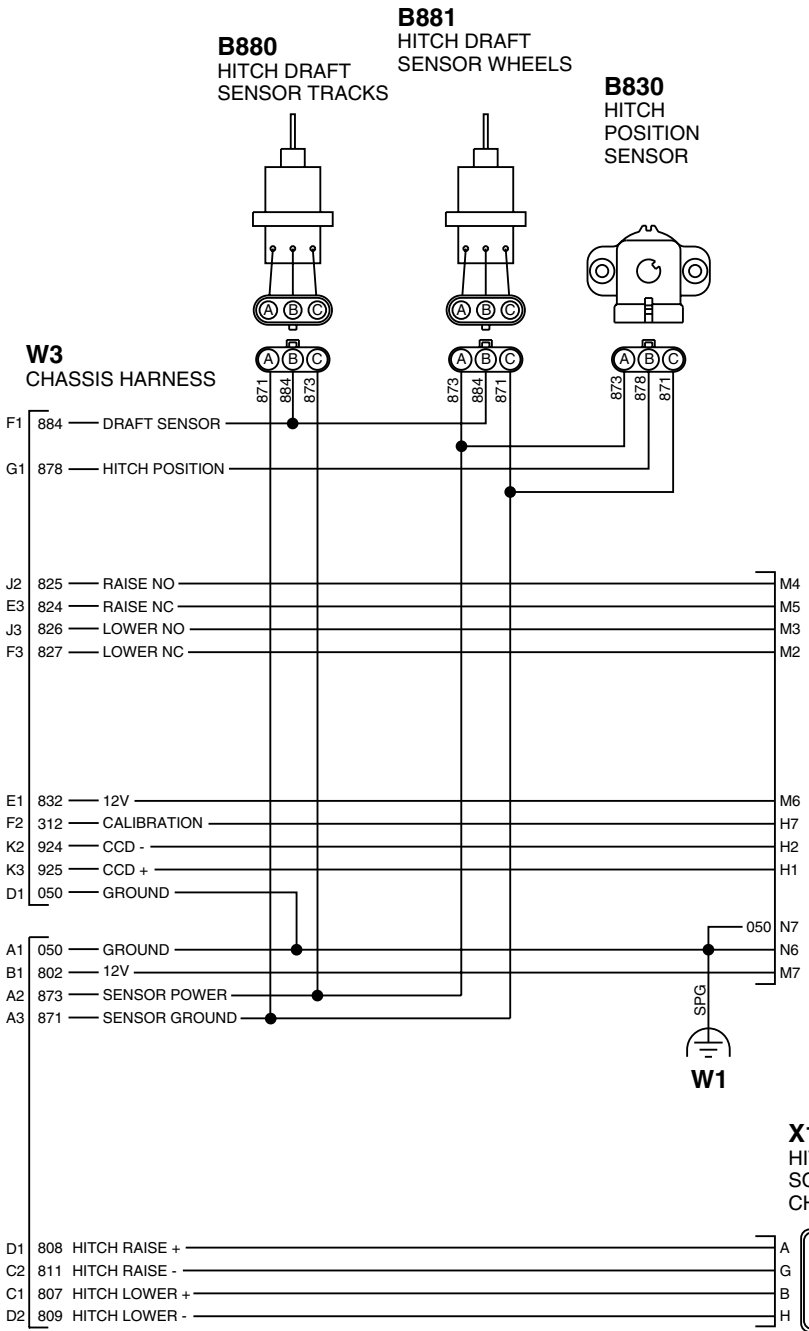 B881
HITCH DRAFT
SENSOR WHEELS
B880
HITCH DRAFT
SENSOR TRACKS
B830
HITCH
POSITION
SENSOR
A B C
A B C
W3
CHASSIS HARNESS
A B C
A B C
A B C
871 884 873
873 884 871
873 878 871
F1 884 DRAFT SENSOR
G1 878 HITCH POSITION
J2 825 RAISE NO M4
E3 824 RAISE NC M5
J3 826 LOWER NO M3
F3 827 LOWER NC M2
E1 832 12V M6
F2 312 CALIBRATION H7
K2 924 CCD - H2
K3 925 CCD + H1
D1 050 GROUND
050 N7
A1 050 GROUND N6
B1 802 12V M7
A2 873 SENSOR POWER
A3 871 SENSOR GROUND
SPG
W1
D1 808 HITCH RAISE + A
C2 811 HITCH RAISE - G
C1 807 HITCH LOWER + B
D2 809 HITCH LOWER - H